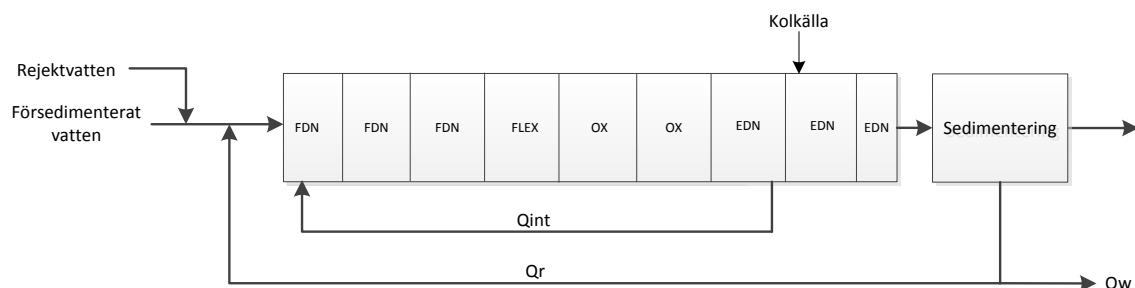 Kolkälla
Rejektvatten
Försedimenterat
vatten
FDN
FDN
FDN
FLEX
OX
OX
EDN
EDN
EDN
Sedimentering
Qint
Qr
Qw